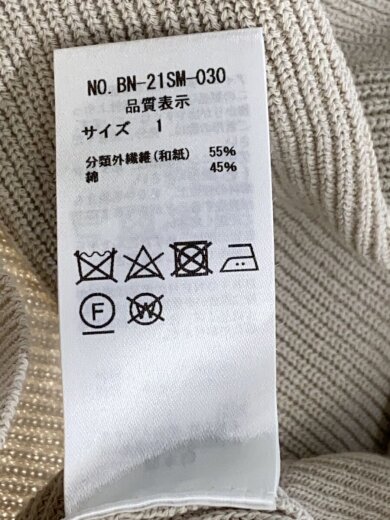 NO. BN-21SM-030
品質表示
サイズ 1
分類外繊維(和紙) 55%
綿 45%
F W